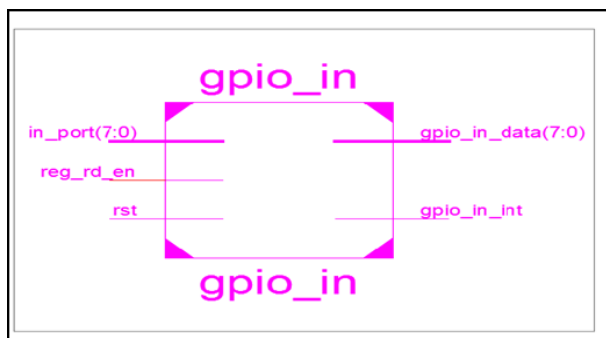 gpio_in
in_port(7:0)
gpio_in_data(7:0)
reg_rd_en
rst
gpio_in_int
gpio_in